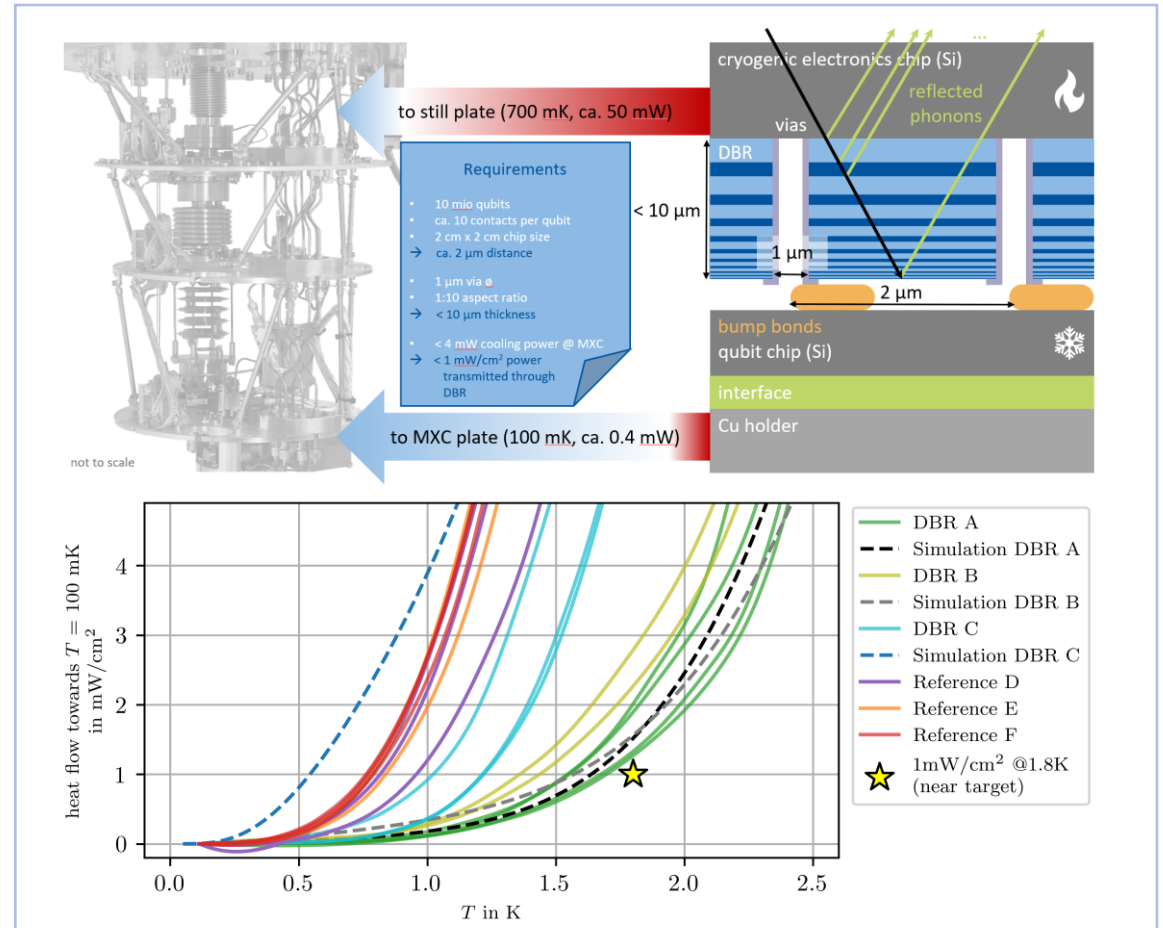 cryogenic electronics chip (Si)
...
reflected
phonons
to still plate (700 mK, ca. 50 mW)
vias
DBR
Requirements
• 10 mio qubits
• ca. 10 contacts per qubit
• 2 cm x 2 cm chip size
→ ca. 2 µm distance
• 1 µm via ø
• 1:10 aspect ratio
→ < 10 µm thickness
• < 4 mW cooling power @ MXC
→ < 1 mW/cm² power
transmitted through
DBR
< 10 µm
1 µm
2 µm
bump bonds
qubit chip (Si)
interface
Cu holder
to MXC plate (100 mK, ca. 0.4 mW)
not to scale
heat flow towards T = 100 mK
in mW/cm²
4
3
2
1
0
0.0 0.5 1.0 1.5 2.0 2.5
T in K
DBR A
Simulation DBR A
DBR B
Simulation DBR B
DBR C
Simulation DBR C
Reference D
Reference E
Reference F
1mW/cm² @1.8K
(near target)